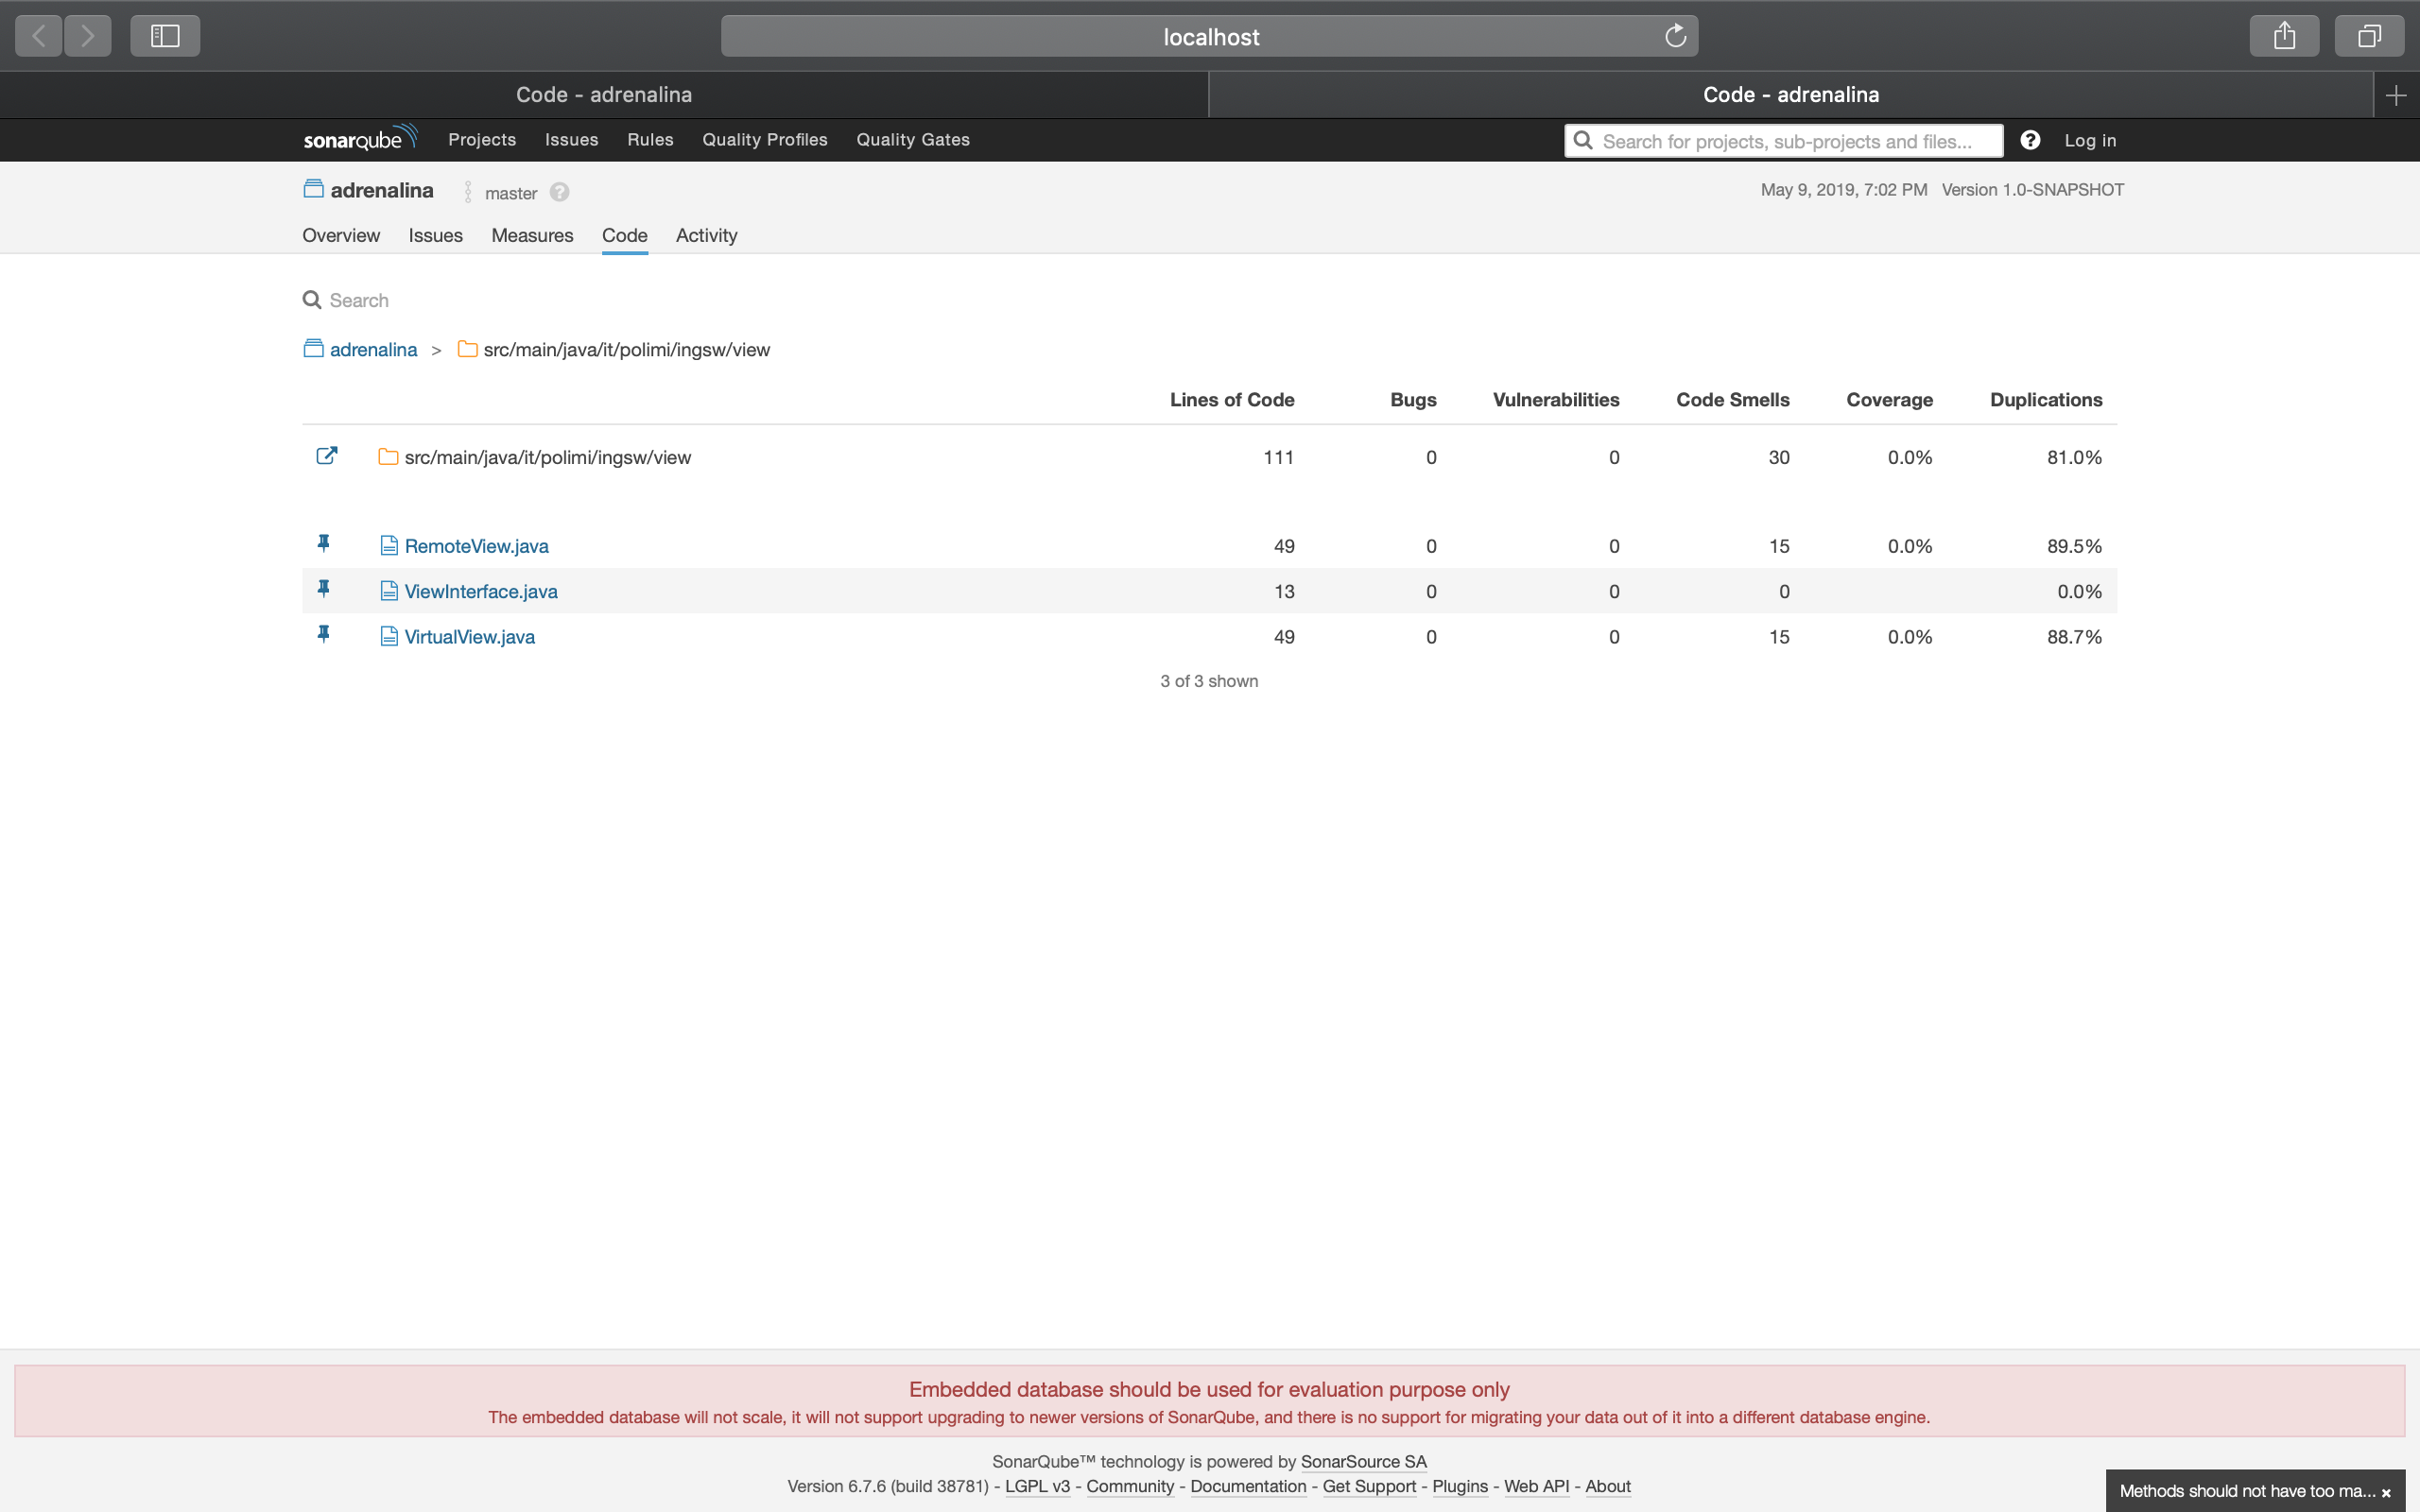 localhost
Code - adrenalina
Code - adrenalina
sonarqube Projects Issues Rules Quality Profiles Quality Gates Search for projects, sub-projects and files... Log in
adrenalina master May 9, 2019, 7:02 PM Version 1.0-SNAPSHOT
Overview Issues Measures Code Activity
Search
adrenalina > src/main/java/it/polimi/ingsw/view
Lines of Code Bugs Vulnerabilities Code Smells Coverage Duplications
src/main/java/it/polimi/ingsw/view 111 0 0 30 0.0% 81.0%
RemoteView.java 49 0 0 15 0.0% 89.5%
ViewInterface.java 13 0 0 0 0.0%
VirtualView.java 49 0 0 15 0.0% 88.7%
3 of 3 shown
Embedded database should be used for evaluation purpose only
The embedded database will not scale, it will not support upgrading to newer versions of SonarQube, and there is no support for migrating your data out of it into a different database engine.
SonarQube™ technology is powered by SonarSource SA
Version 6.7.6 (build 38781) - LGPL v3 - Community - Documentation - Get Support - Plugins - Web API - About
Methods should not have too ma... ×